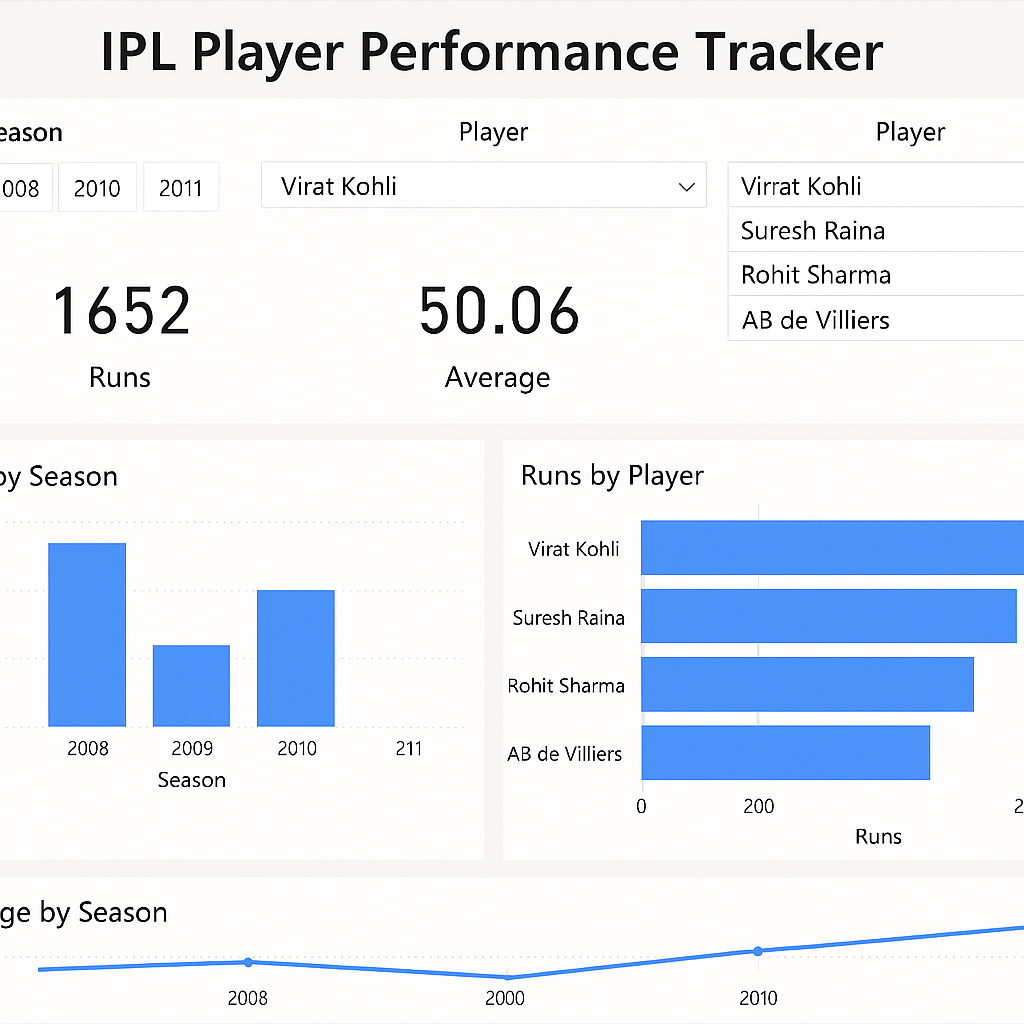 IPL Player Performance Tracker
eason
Player
Player
008
2010
2011
Virat Kohli
Virrat Kohli
Suresh Raina
Rohit Sharma
AB de Villiers
1652
50.06
Runs
Average
by Season
2008
2009
2010
211
Season
Runs by Player
Virat Kohli
Suresh Raina
Rohit Sharma
AB de Villiers
0
200
2
Runs
ge by Season
2008
2000
2010